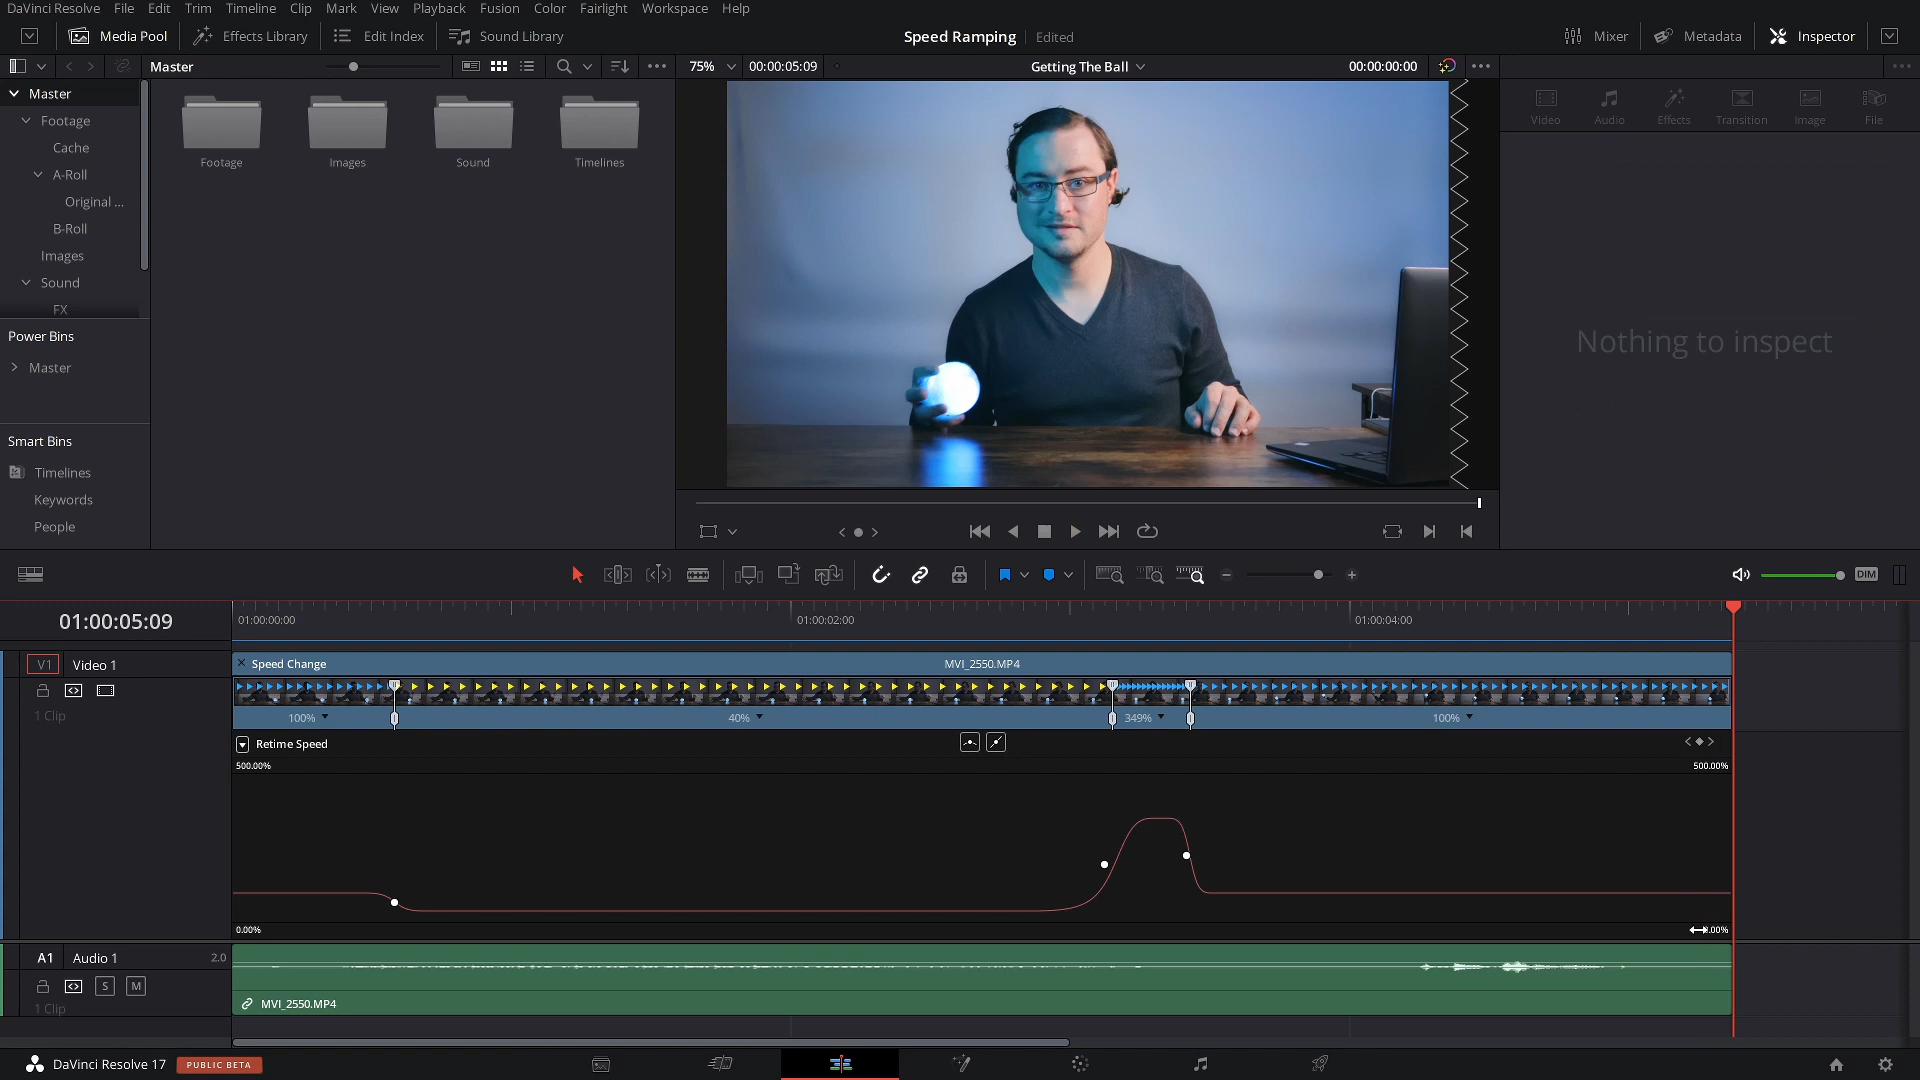 DaVinci Resolve File Edit Trim Timeline Clip Mark View Playback Fusion Color Fairlight Workspace Help
Media Pool Effects Library Edit Index Sound Library Speed Ramping Edited Mixer Metadata Inspector
Master 75% 00:00:05:09 Getting The Ball 00:00:00:00
Master
Footage
Cache
A-Roll
Original ...
B-Roll
Images
Sound
FX
Footage Images Sound Timelines
Video Audio Effects Transition Image File
Nothing to inspect
Power Bins
Master
Smart Bins
Timelines
Keywords
People
DIM
01:00:05:09 01:00:00:00 01:00:02:00 01:00:04:00
V1 Video 1 Speed Change MVI_2550.MP4
1 Clip 100% 40% 349% 100%
Retime Speed
500.00% 500.00%
0.00% .00%
A1 Audio 1 2.0
S M
1 Clip MVI_2550.MP4
DaVinci Resolve 17 PUBLIC BETA